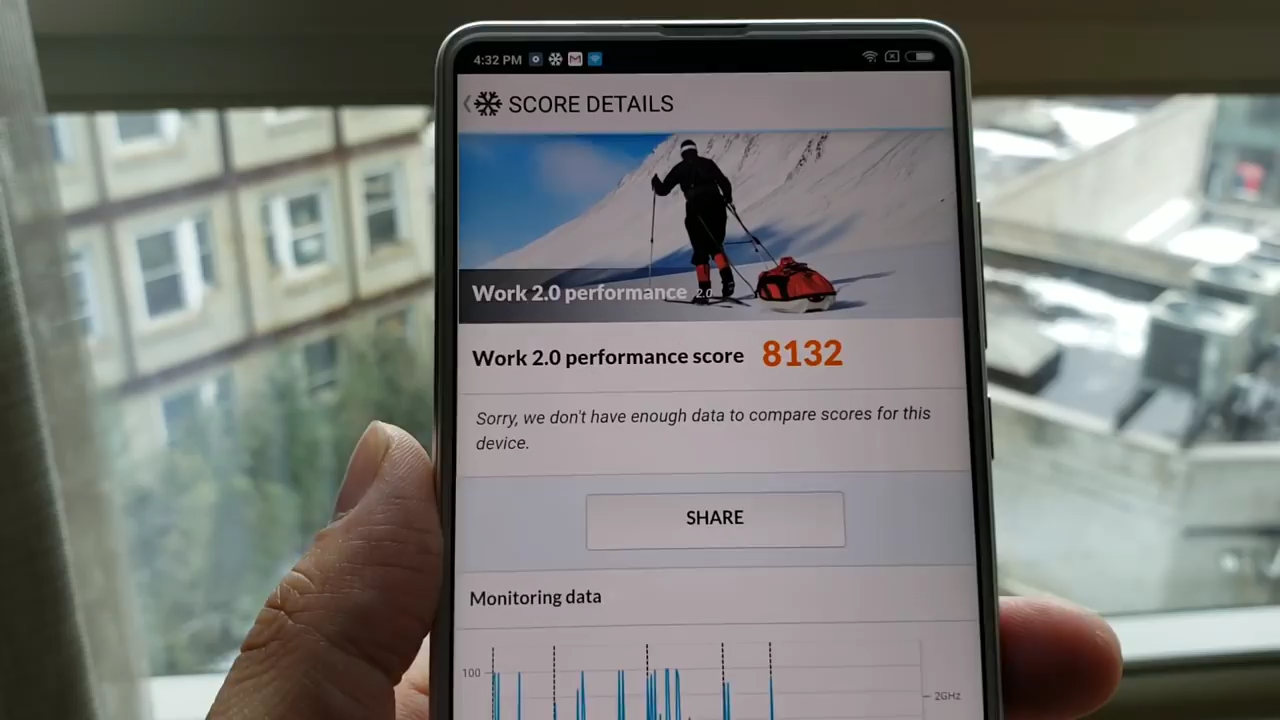 4:32 PM
SCORE DETAILS
Work 2.0 performance 2.0
Work 2.0 performance score 8132
Sorry, we don't have enough data to compare scores for this
device.
SHARE
Monitoring data
100
2GHz